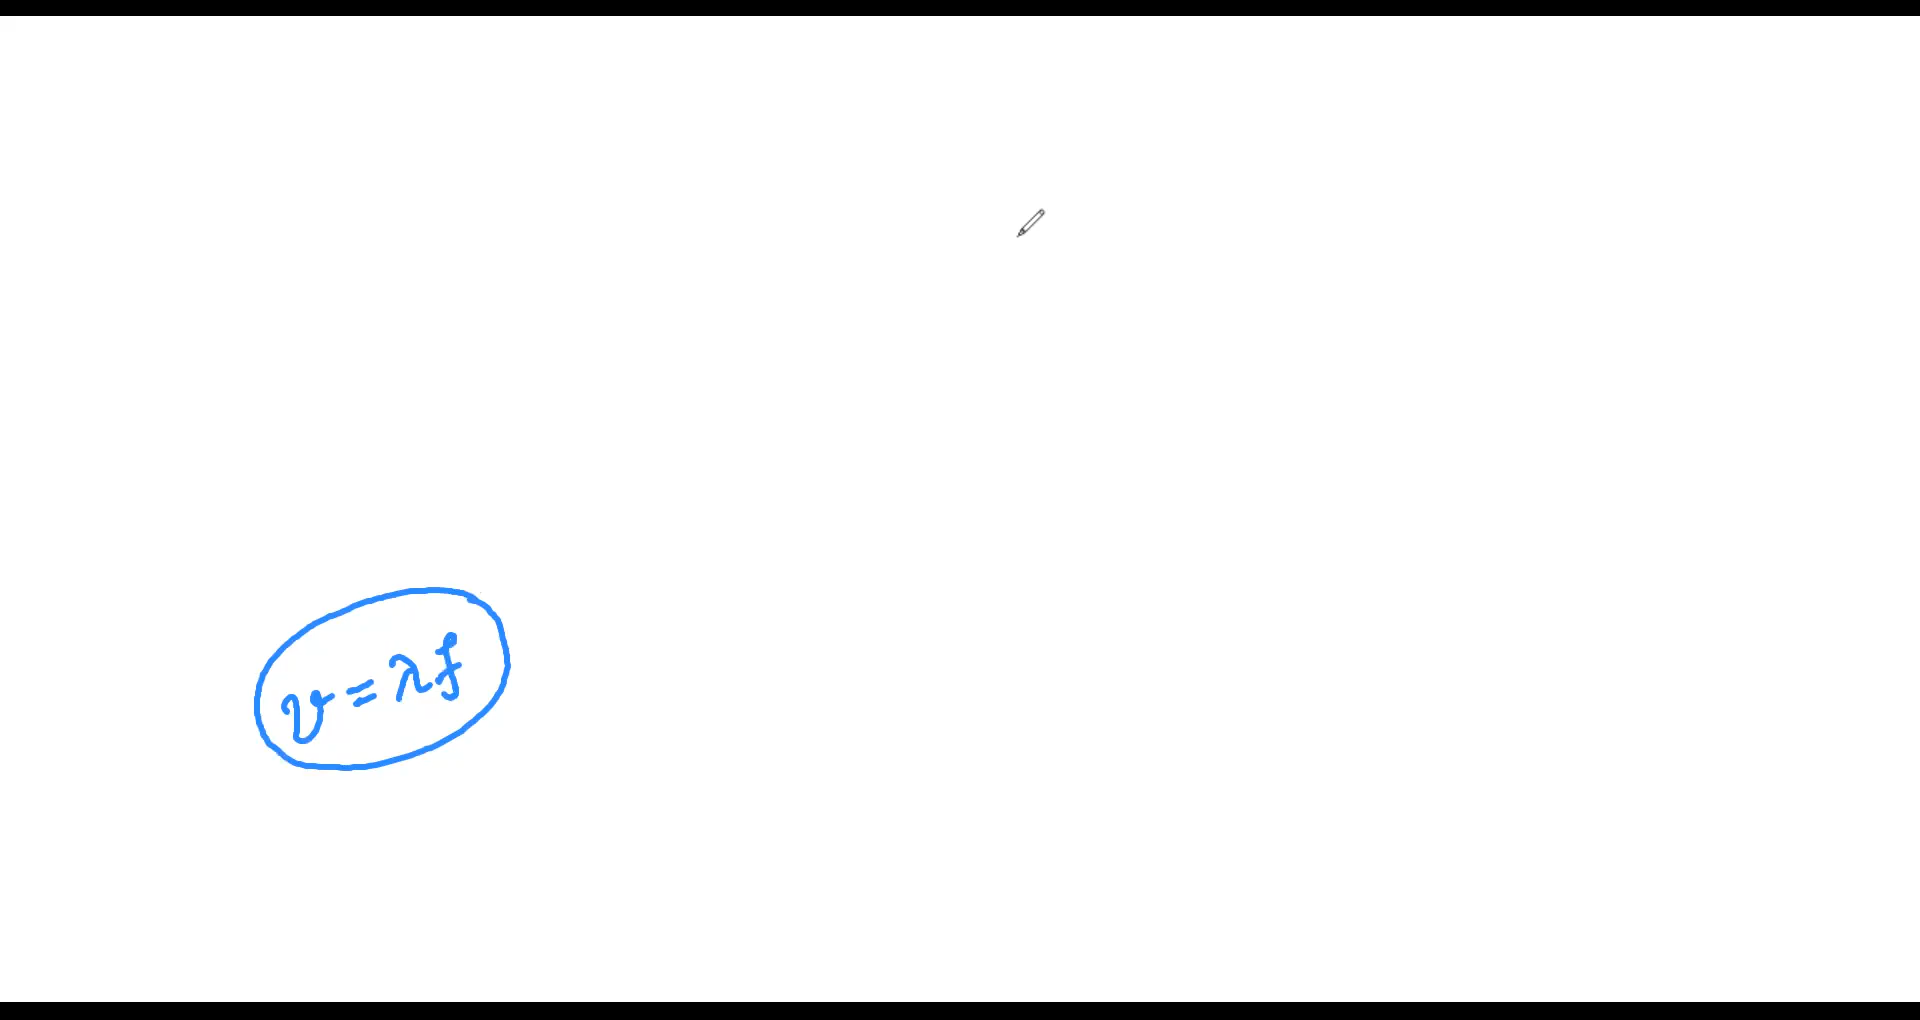 v = λf